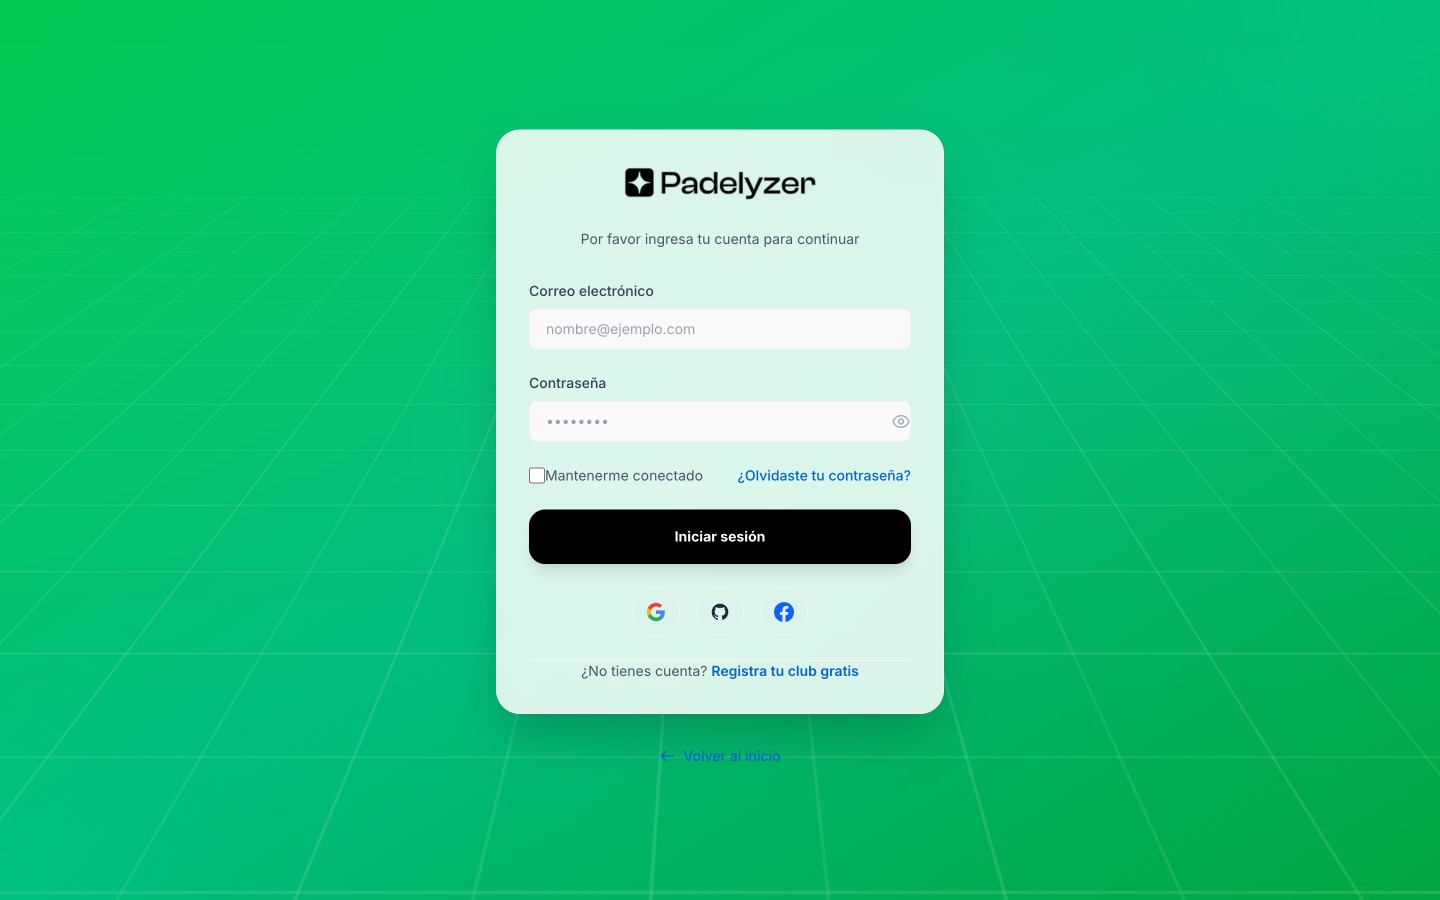 Padelyzer
Por favor ingresa tu cuenta para continuar
Correo electrónico
nombre@ejemplo.com
Contraseña
••••••••
Mantenerme conectado
¿Olvidaste tu contraseña?
Iniciar sesión
¿No tienes cuenta? Registra tu club gratis
← Volver al inicio